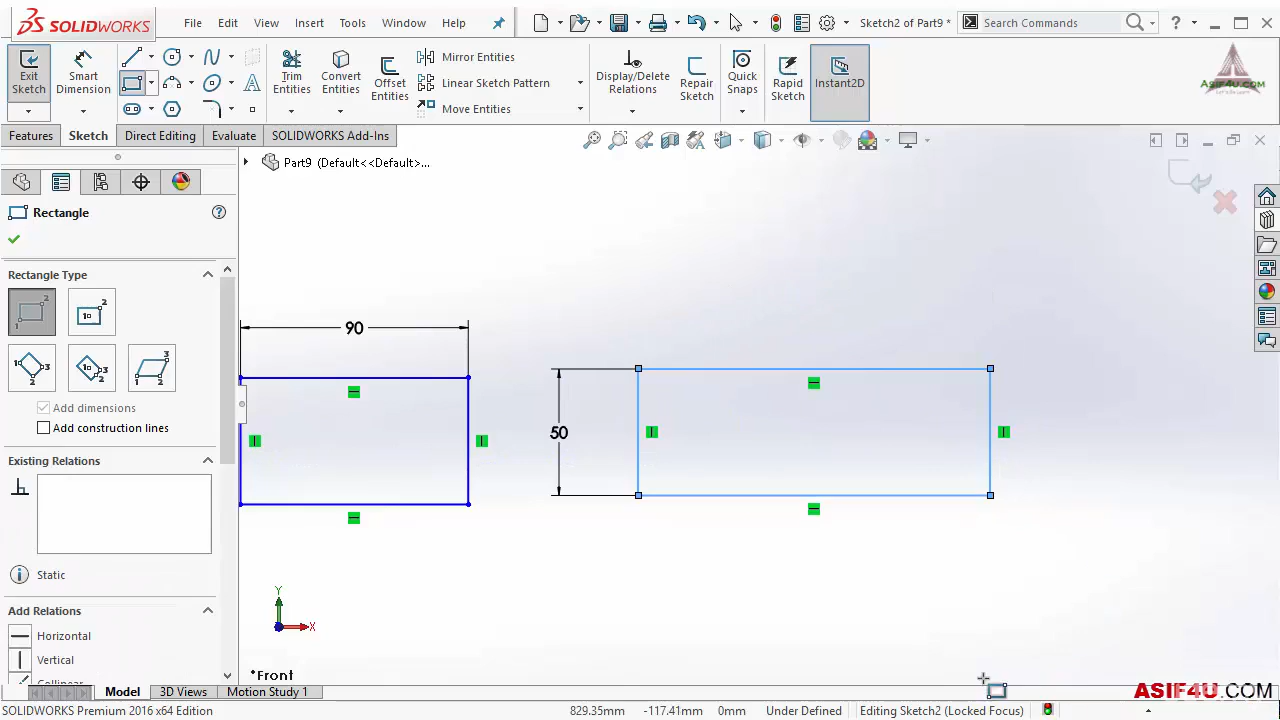 SOLIDWORKS
File Edit View Insert Tools Window Help
Sketch2 of Part9 *
Search Commands
Exit Sketch
Smart Dimension
Trim Entities
Convert Entities
Offset Entities
Mirror Entities
Linear Sketch Pattern
Move Entities
Display/Delete Relations
Repair Sketch
Quick Snaps
Rapid Sketch
Instant2D
ASIF4U.COM
Features Sketch Direct Editing Evaluate SOLIDWORKS Add-Ins
Part9 (Default<<Default>...
Rectangle
Rectangle Type
Add dimensions
Add construction lines
Existing Relations
Static
Add Relations
Horizontal
Vertical
90
50
Y
X
*Front
Model 3D Views Motion Study 1
ASIF4U.COM
SOLIDWORKS Premium 2016 x64 Edition
829.35mm -117.41mm 0mm Under Defined Editing Sketch2 (Locked Focus)